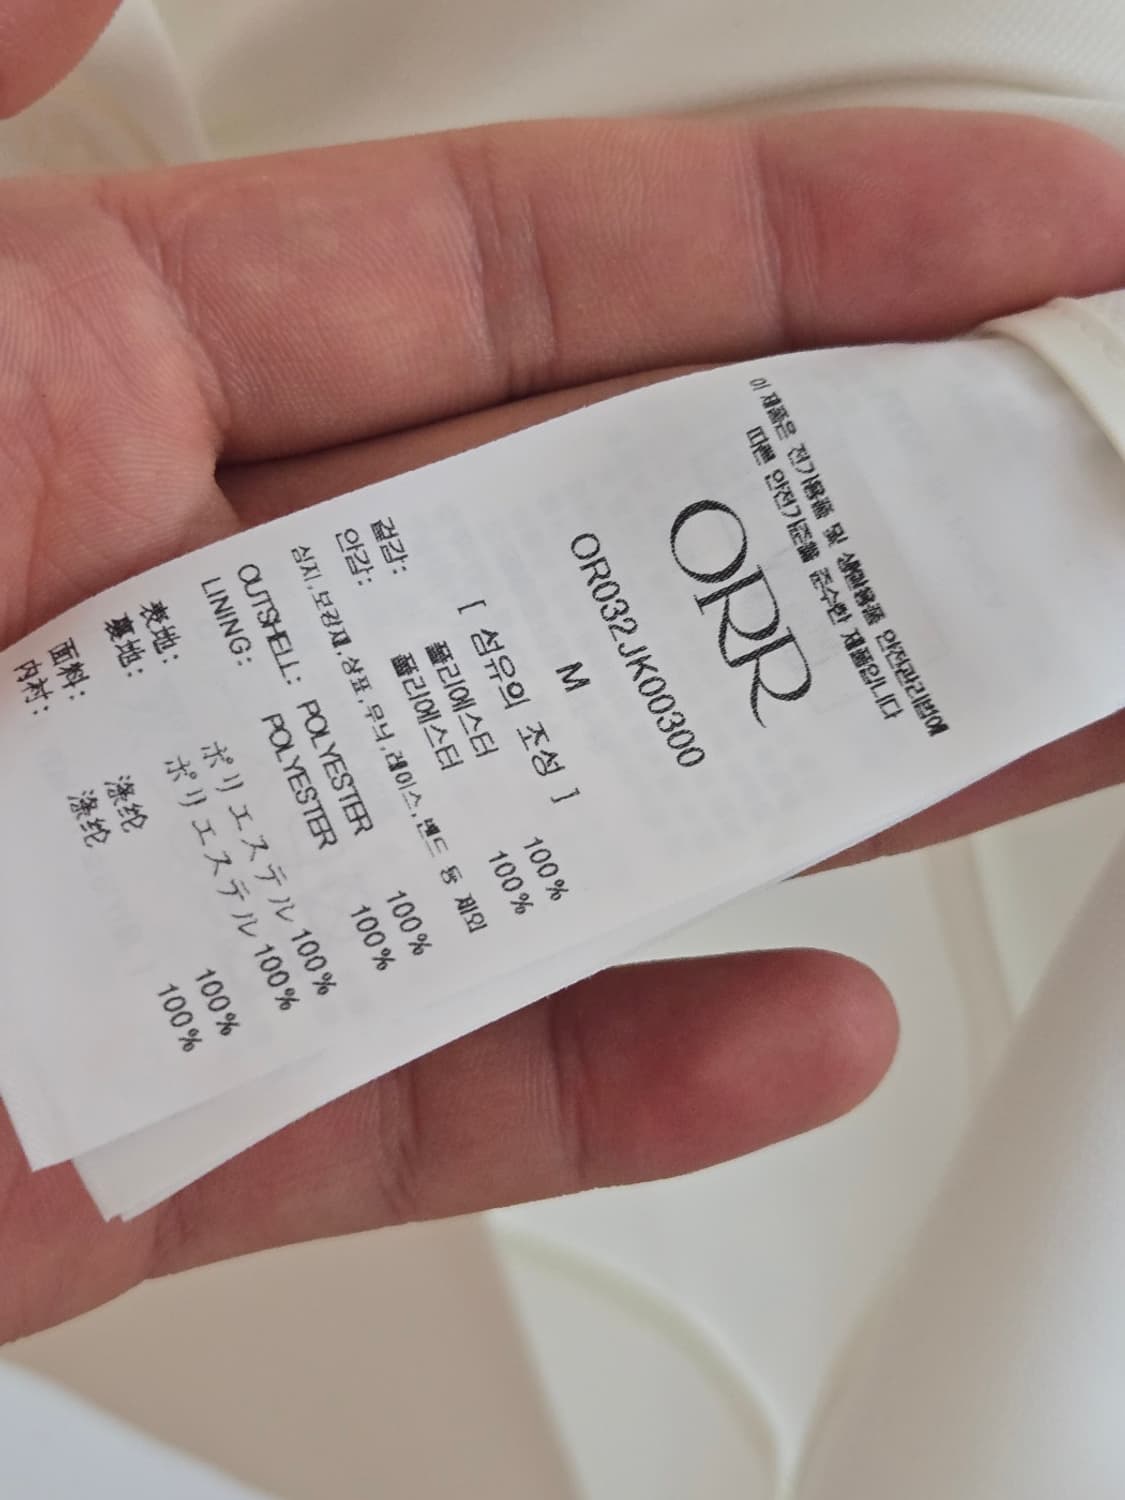 이 제품은 전기용품 및 생활용품 안전관리법에
따른 안전기준을 준수한 제품입니다
ORR
OR032JK00300
M
[ 섬유의 조성 ]
겉감: 폴리에스터 100%
안감: 폴리에스터 100%
심지,보강재,상표,무늬,레이스,밴드 등 제외
OUTSHELL: POLYESTER 100%
LINING: POLYESTER 100%
表地: ポリエステル 100%
裏地: ポリエステル 100%
面料: 涤纶 100%
内衬: 涤纶 100%